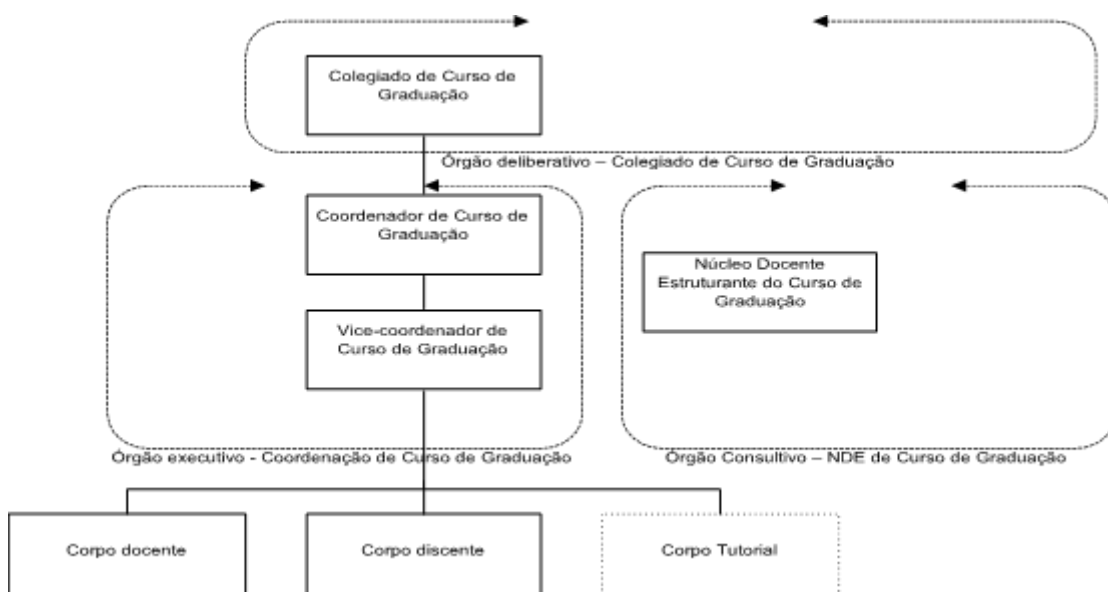 Colegiado de Curso de
Graduação
Órgão deliberativo – Colegiado de Curso de Graduação
Coordenador de Curso de
Graduação
Núcleo Docente
Estruturante do Curso de
Graduação
Vice-coordenador de
Curso de Graduação
Órgão executivo - Coordenação de Curso de Graduação
Órgão Consultivo – NDE de Curso de Graduação
Corpo docente
Corpo discente
Corpo Tutorial